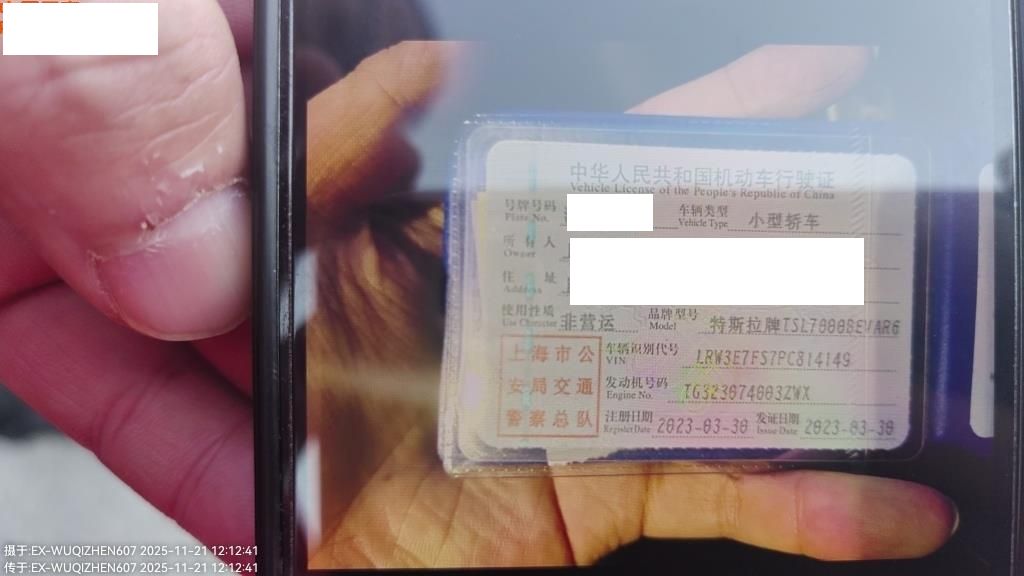 中华人民共和国机动车行驶证
Vehicle License of the People's Republic of China
号牌号码 车辆类型 小型轿车
Plate No. Vehicle Type
所有人
Owner
住址
Address
使用性质 非营运 品牌型号 特斯拉牌TSL7000BEVAR6
Use Character Model
上海市公 车辆识别代号 LRW3E7FS7PC814149
VIN
安局交通 发动机号码 TG323074003ZWX
Engine No.
警察总队 注册日期 2023-03-30 发证日期 2023-03-30
Register Date Issue Date
摄于:EX-WUQIZHEN607 2025-11-21 12:12:41
传于:EX-WUQIZHEN607 2025-11-21 12:12:41